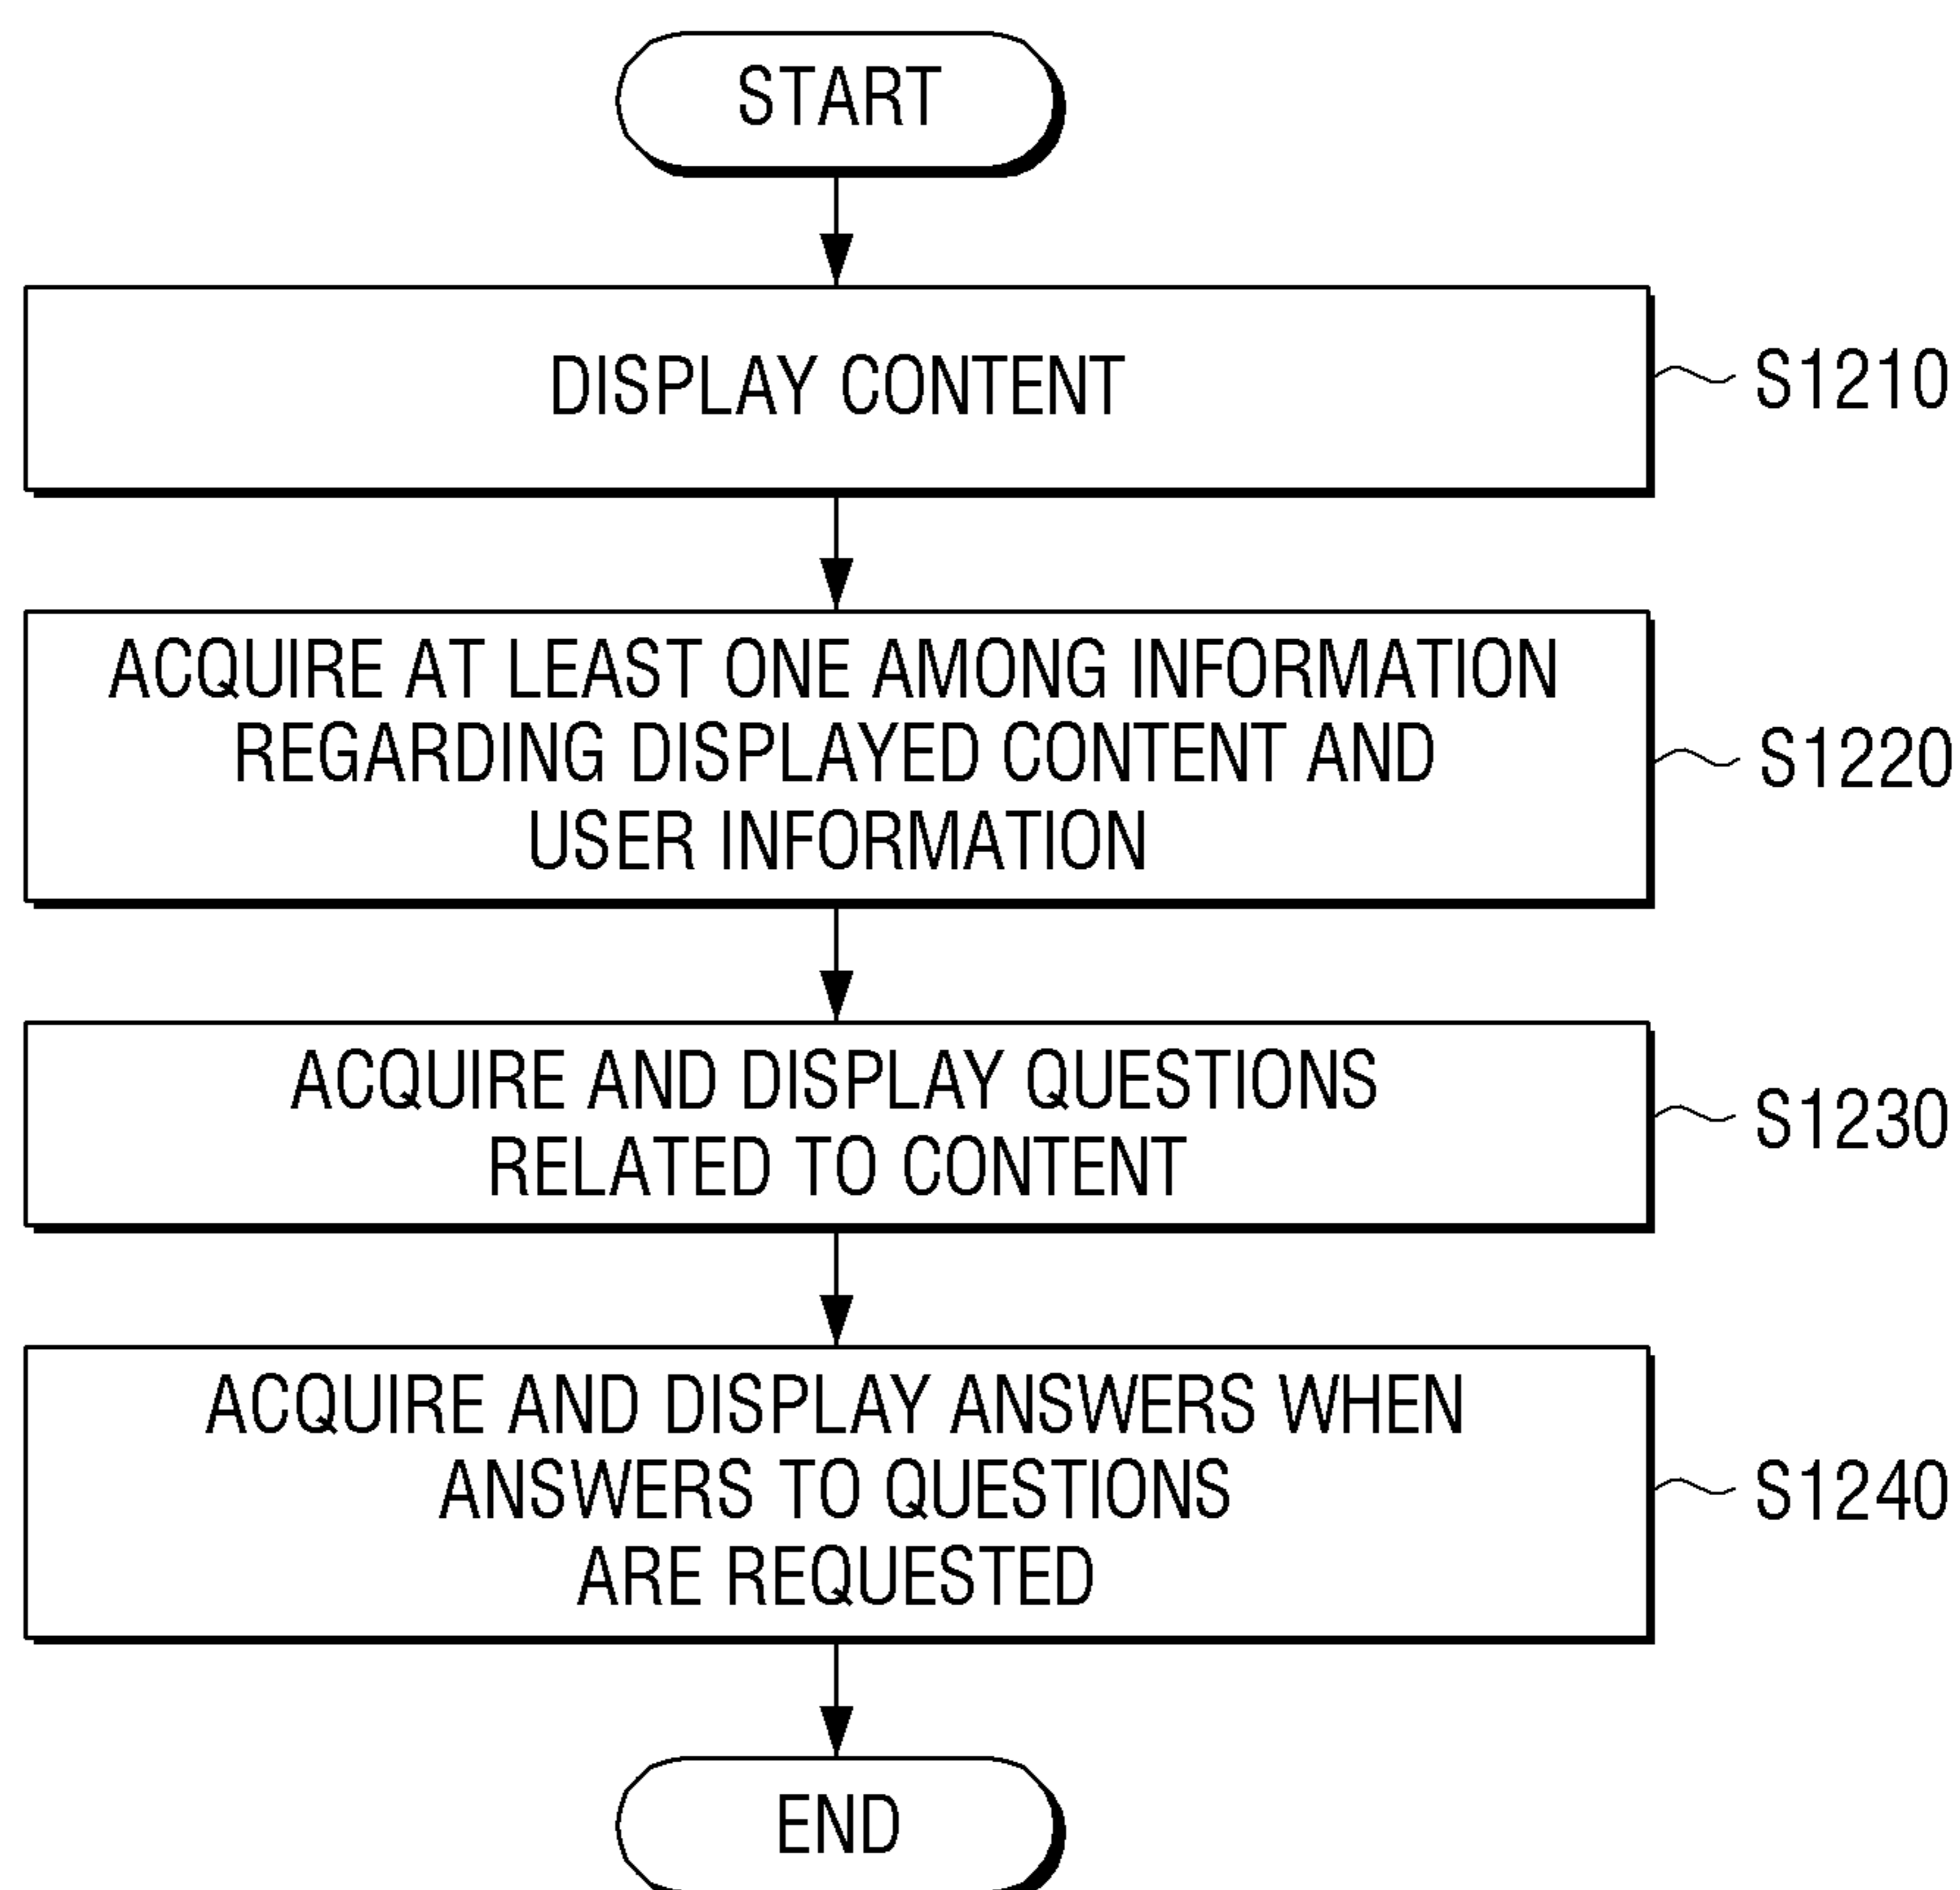 START
DISPLAY CONTENT
S1210
ACQUIRE AT LEAST ONE AMONG INFORMATION
REGARDING DISPLAYED CONTENT AND
USER INFORMATION
S1220
ACQUIRE AND DISPLAY QUESTIONS
RELATED TO CONTENT
S1230
ACQUIRE AND DISPLAY ANSWERS WHEN
ANSWERS TO QUESTIONS
ARE REQUESTED
S1240
END